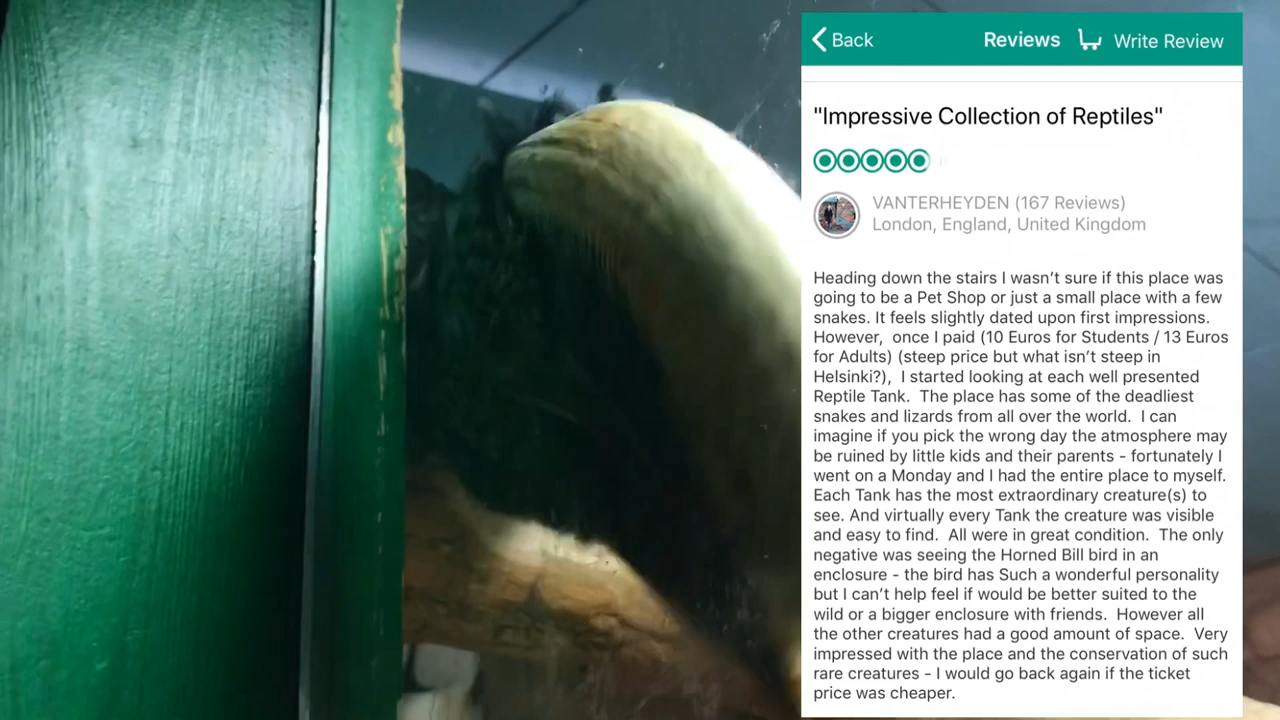 Back Reviews Write Review
"Impressive Collection of Reptiles"
VANTERHEYDEN (167 Reviews)
London, England, United Kingdom
Heading down the stairs I wasn't sure if this place was
going to be a Pet Shop or just a small place with a few
snakes. It feels slightly dated upon first impressions.
However,  once I paid (10 Euros for Students / 13 Euros
for Adults) (steep price but what isn't steep in
Helsinki?),  I started looking at each well presented
Reptile Tank.  The place has some of the deadliest
snakes and lizards from all over the world.  I can
imagine if you pick the wrong day the atmosphere may
be ruined by little kids and their parents - fortunately I
went on a Monday and I had the entire place to myself.
Each Tank has the most extraordinary creature(s) to
see. And virtually every Tank the creature was visible
and easy to find.  All were in great condition.  The only
negative was seeing the Horned Bill bird in an
enclosure - the bird has Such a wonderful personality
but I can't help feel if would be better suited to the
wild or a bigger enclosure with friends.  However all
the other creatures had a good amount of space.  Very
impressed with the place and the conservation of such
rare creatures - I would go back again if the ticket
price was cheaper.